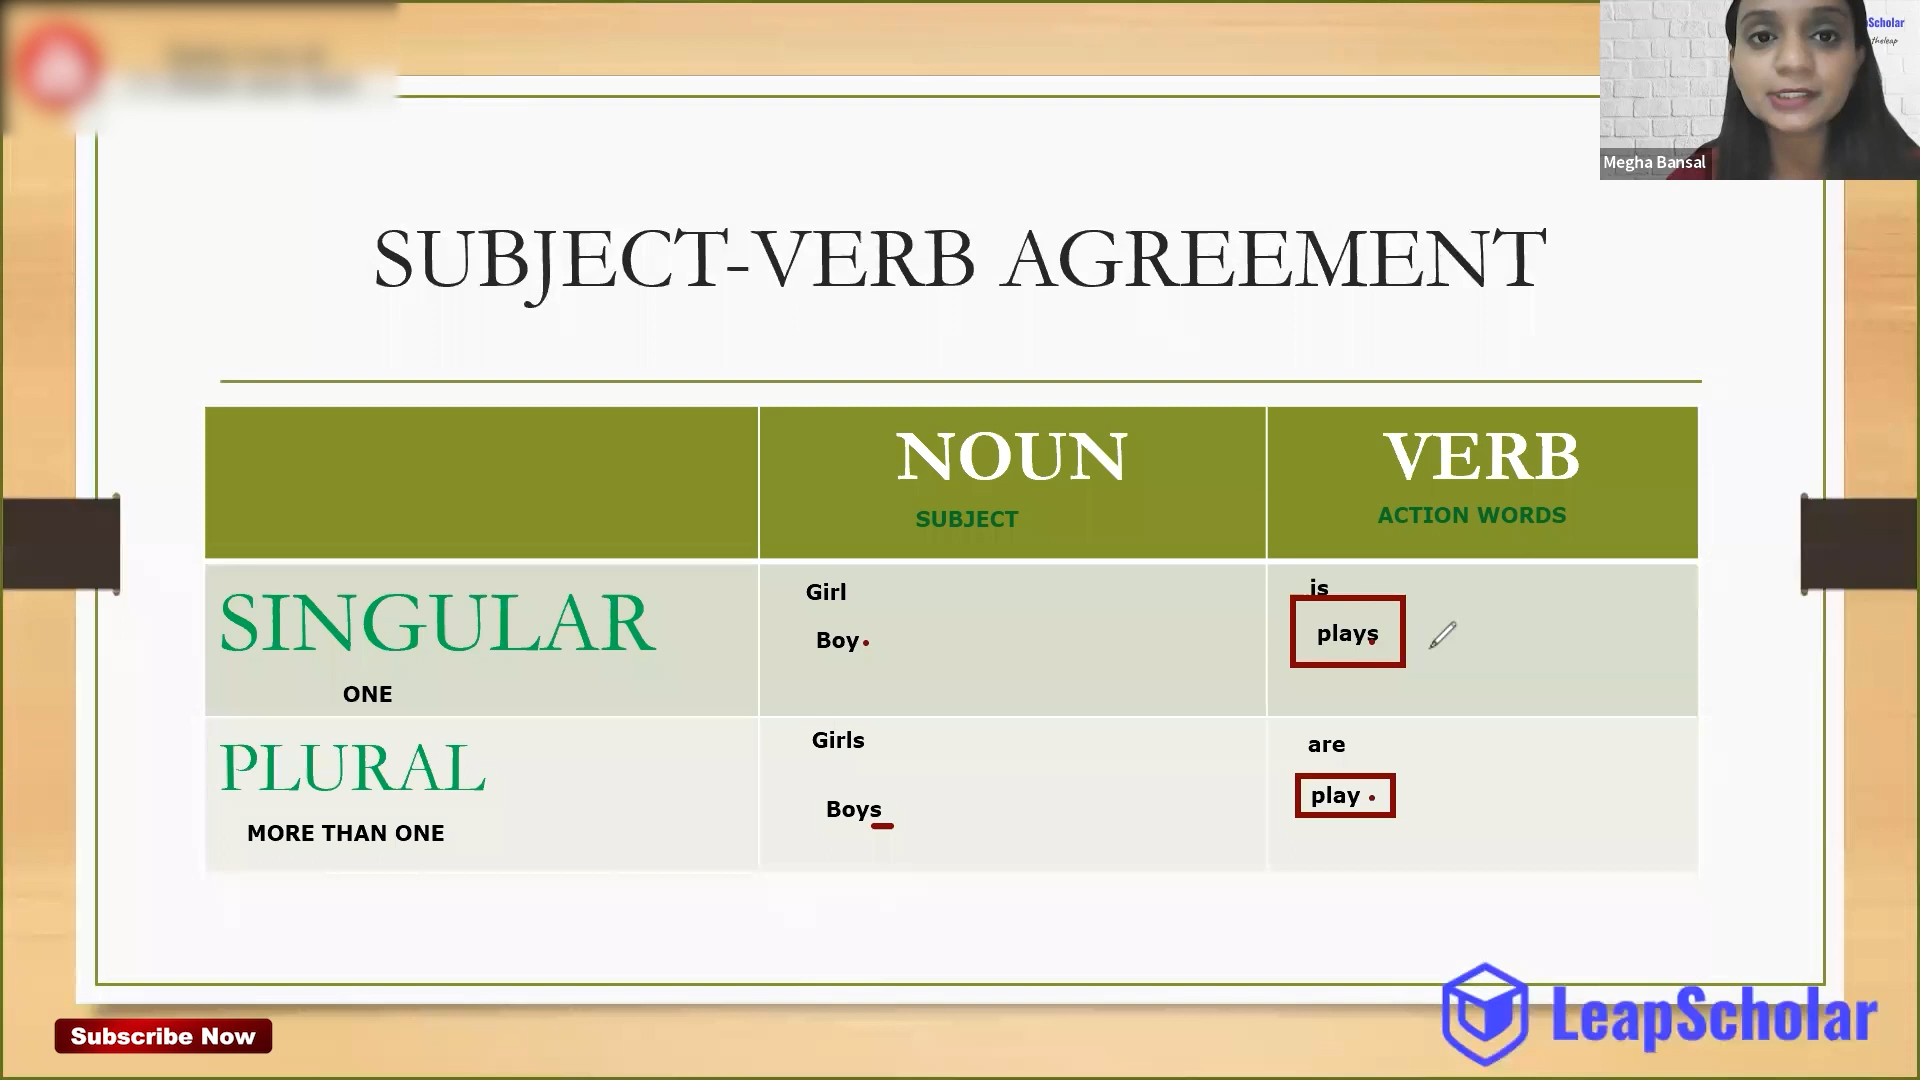 Scholar
theleap
Megha Bansal
SUBJECT-VERB AGREEMENT
NOUN
VERB
SUBJECT
ACTION WORDS
SINGULAR
ONE
Girl
Boy
is
plays
PLURAL
MORE THAN ONE
Girls
Boys
are
play
Subscribe Now
LeapScholar